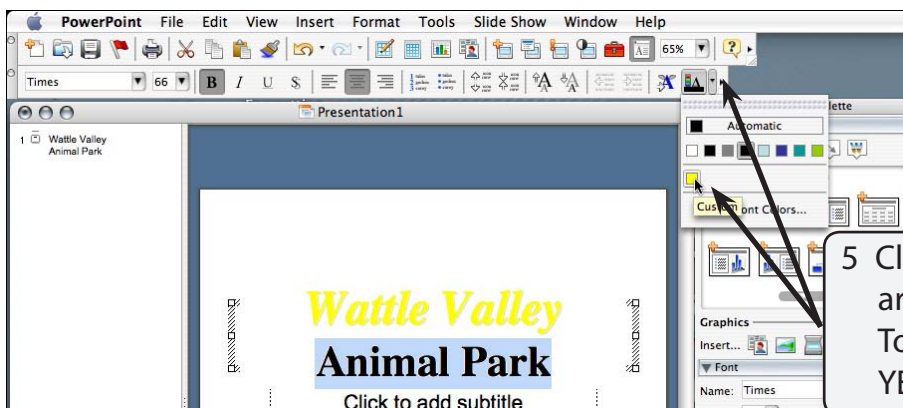 PowerPoint File Edit View Insert Format Tools Slide Show Window Help
65%
Times 66 B I U S
Presentation1
1 Wattle Valley
Animal Park
Automatic
Custom
ont Colors...
lette
Wattle Valley
Animal Park
Click to add subtitle
Graphics
Insert...
Font
Name: Times
5 Cl
ar
To
YE